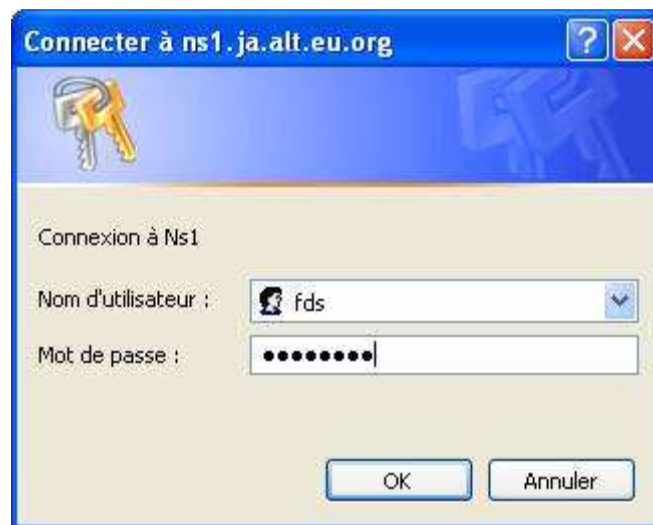 Connecter à ns1.ja.alt.eu.org
Connexion à Ns1
Nom d'utilisateur : fds
Mot de passe : ●●●●●●●●
OK Annuler